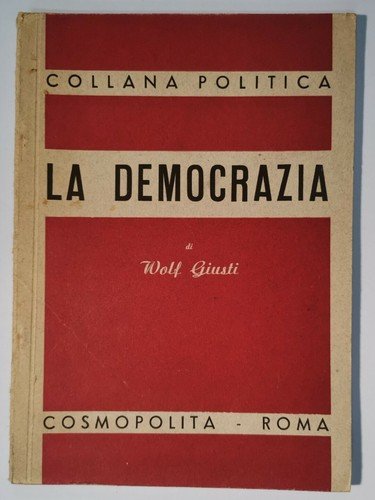 COLLANA POLITICA
LA DEMOCRAZIA
di
Wolf Giusti
COSMOPOLITA - ROMA